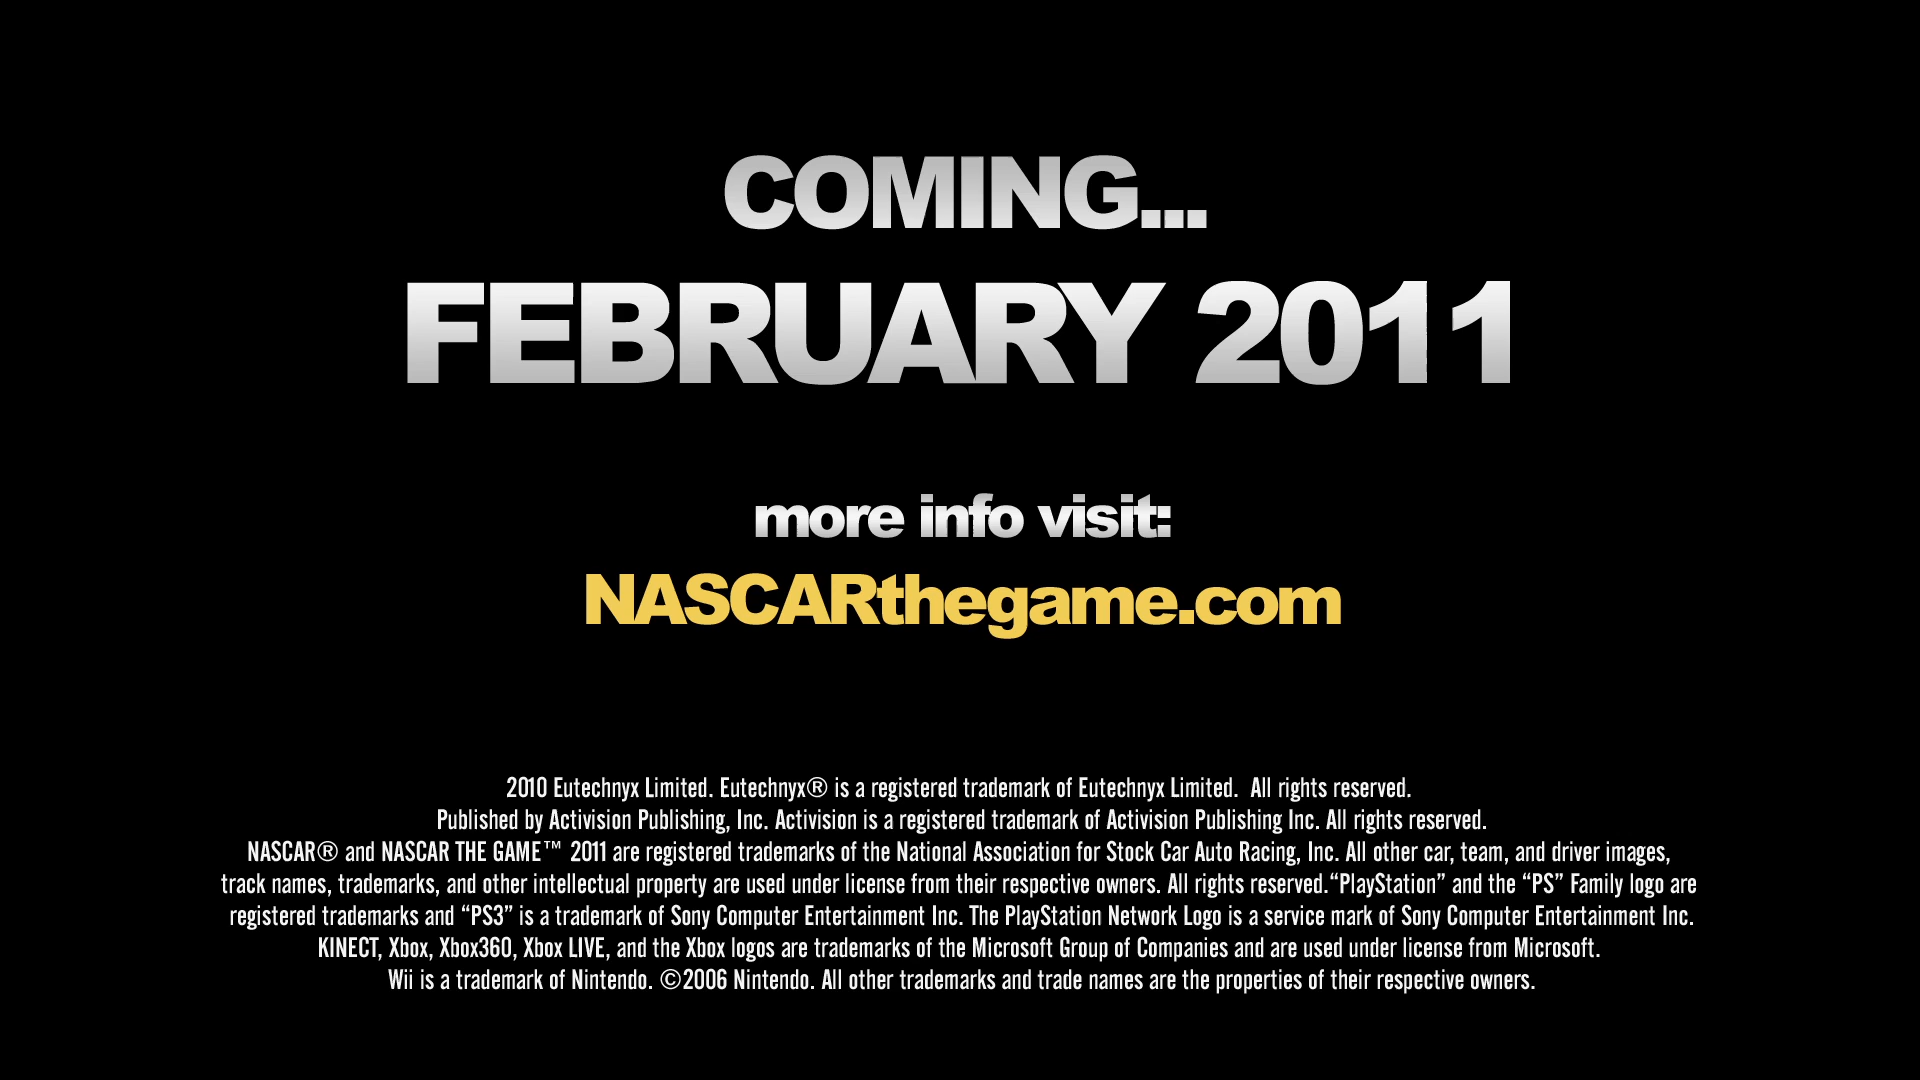 COMING...
FEBRUARY 2011
more info visit:
NASCARthegame.com
2010 Eutechnyx Limited. Eutechnyx® is a registered trademark of Eutechnyx Limited.  All rights reserved.
Published by Activision Publishing, Inc. Activision is a registered trademark of Activision Publishing Inc. All rights reserved.
NASCAR® and NASCAR THE GAME™ 2011 are registered trademarks of the National Association for Stock Car Auto Racing, Inc. All other car, team, and driver images,
track names, trademarks, and other intellectual property are used under license from their respective owners. All rights reserved.“PlayStation” and the “PS” Family logo are
registered trademarks and “PS3” is a trademark of Sony Computer Entertainment Inc. The PlayStation Network Logo is a service mark of Sony Computer Entertainment Inc.
KINECT, Xbox, Xbox360, Xbox LIVE, and the Xbox logos are trademarks of the Microsoft Group of Companies and are used under license from Microsoft.
Wii is a trademark of Nintendo. ©2006 Nintendo. All other trademarks and trade names are the properties of their respective owners.